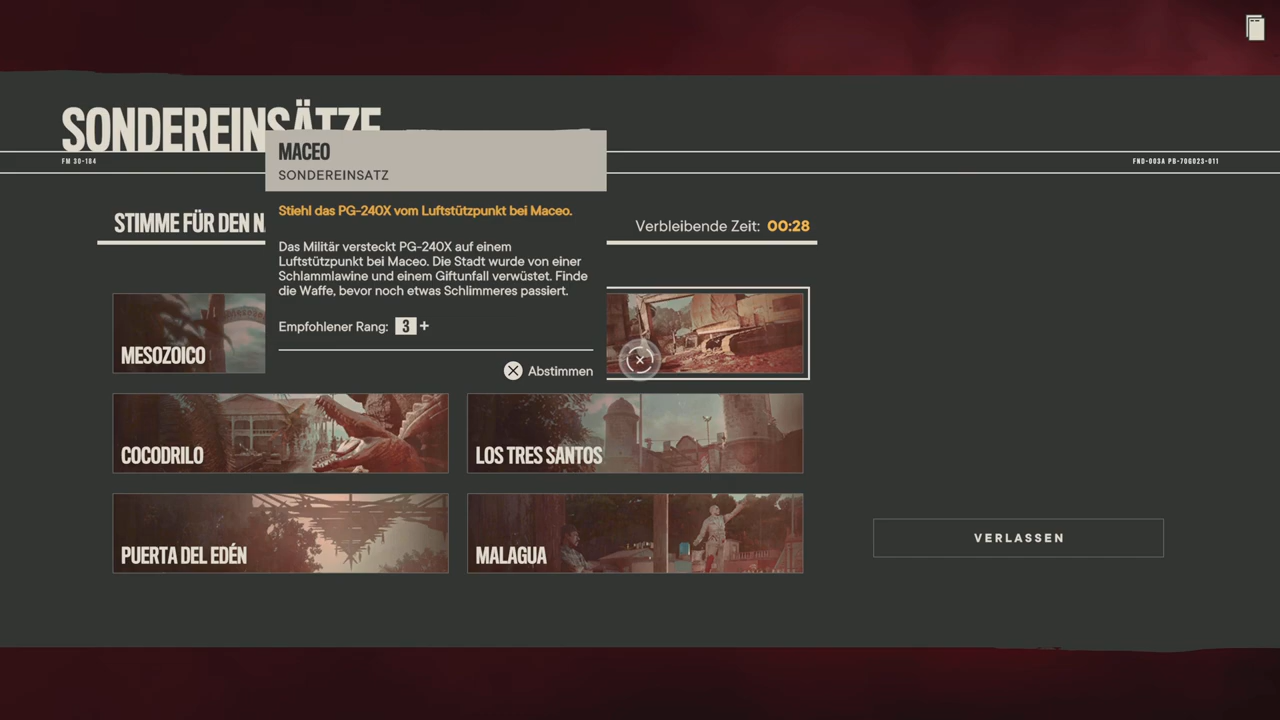 SONDEREINSÄTZE
FM 30-184
FND-003A PB-700023-011
MACEO
SONDEREINSATZ
Stiehl das PG-240X vom Luftstützpunkt bei Maceo.
Das Militär versteckt PG-240X auf einem
Luftstützpunkt bei Maceo. Die Stadt wurde von einer
Schlammlawine und einem Giftunfall verwüstet. Finde
die Waffe, bevor noch etwas Schlimmeres passiert.
Empfohlener Rang: 3 +
Abstimmen
STIMME FÜR DEN
Verbleibende Zeit: 00:28
MESOZOICO
COCODRILO
LOS TRES SANTOS
PUERTA DEL EDÉN
MALAGUA
VERLASSEN